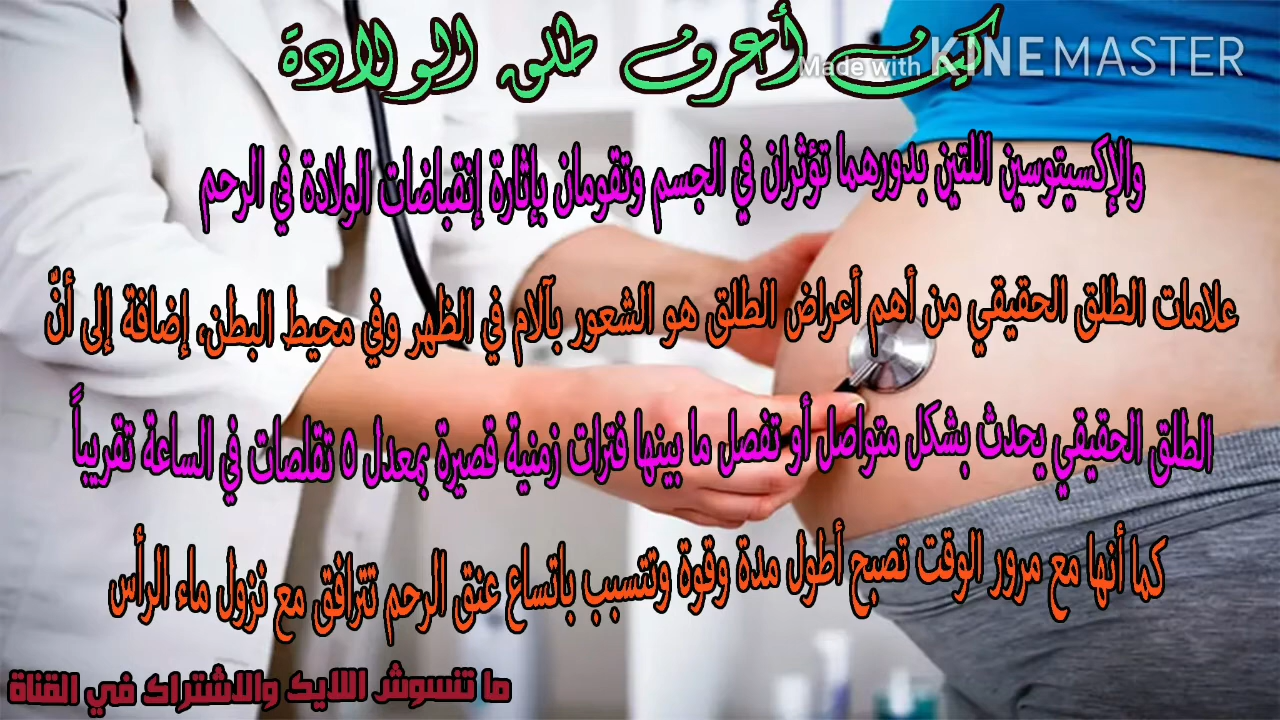 كيف أعرف طلق الولادة
Made with KINEMASTER
والإكسيتوسين اللتين بدورهما تؤثران في الجسم وتقومان بإثارة إنقباضات الولادة في الرحم
علامات الطلق الحقيقي من أهم أعراض الطلق هو الشعور بآلام في الظهر وفي محيط البطن، إضافة إلى أنّ
الطلق الحقيقي يحدث بشكل متواصل أو تفصل ما بينها فترات زمنية قصيرة بمعدل ٥ تقلصات في الساعة تقريباً
كما أنها مع مرور الوقت تصبح أطول مدة وقوة وتتسبب باتساع عنق الرحم تترافق مع نزول ماء الرأس
ما تنسوش اللايك والاشتراك في القناة